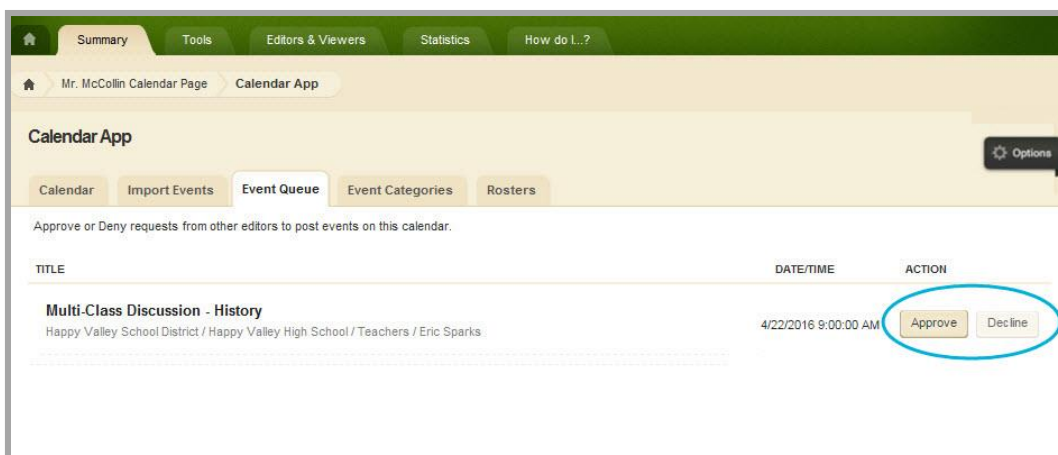 Summary Tools Editors & Viewers Statistics How do I...?
Mr. McCollin Calendar Page Calendar App
Calendar App
Options
Calendar Import Events Event Queue Event Categories Rosters
Approve or Deny requests from other editors to post events on this calendar.
TITLE DATE/TIME ACTION
Multi-Class Discussion - History
Happy Valley School District / Happy Valley High School / Teachers / Eric Sparks
4/22/2016 9:00:00 AM Approve Decline